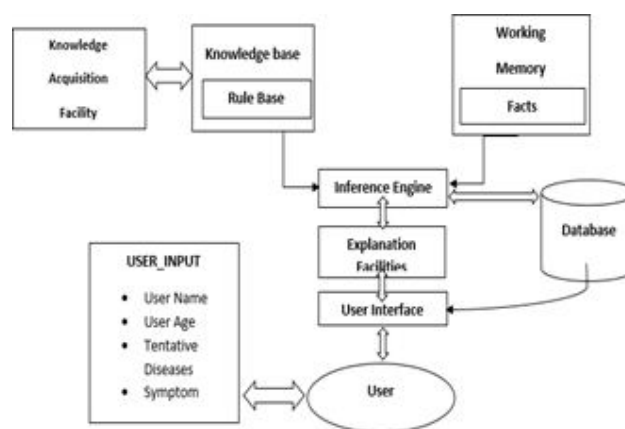 Knowledge
Acquisition
Facility
Knowledge base
Rule Base
Working
Memory
Facts
Inference Engine
Explanation
Facilities
Database
User Interface
USER_INPUT
• User Name
• User Age
• Tentative
Diseases
• Symptom
User